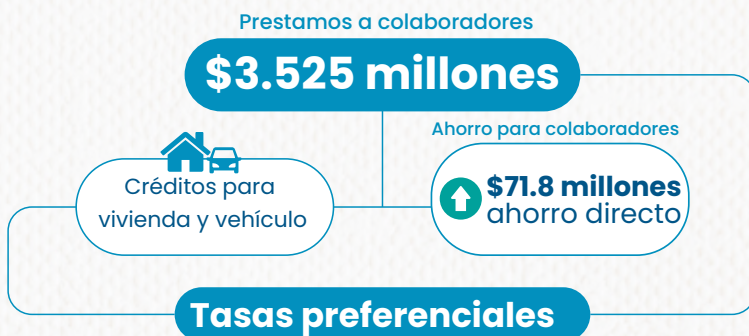 Prestamos a colaboradores
$3.525 millones
Ahorro para colaboradores
Créditos para
vivienda y vehículo
$71.8 millones
ahorro directo
Tasas preferenciales